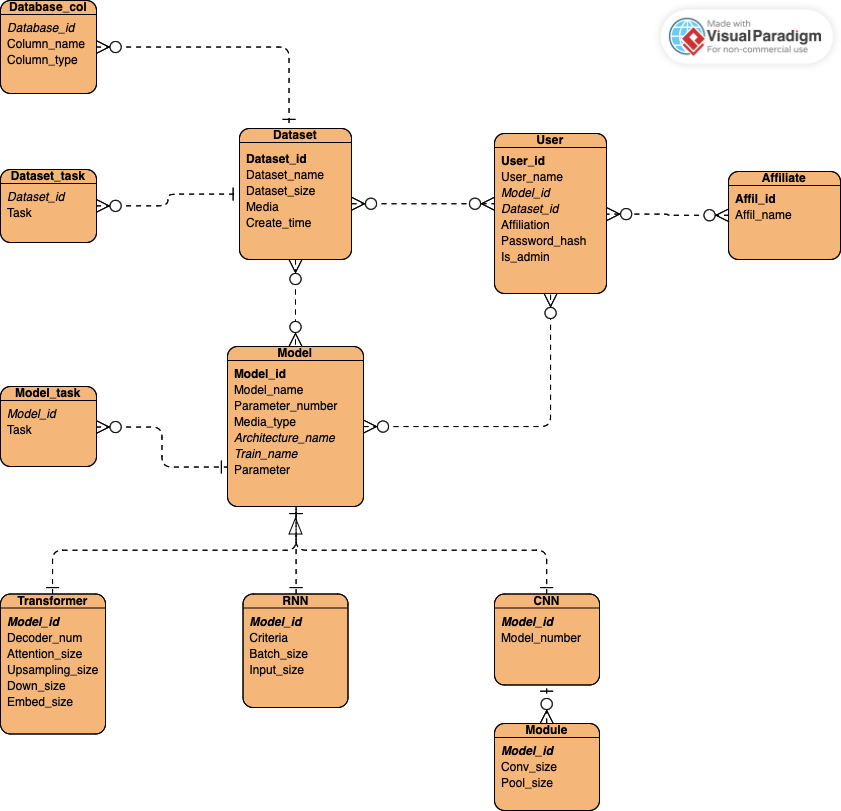 Database_col
Database_id
Column_name
Column_type
Made with
VisualParadigm
For non-commercial use
Dataset
Dataset_id
Dataset_name
Dataset_size
Media
Create_time
User
User_id
User_name
Model_id
Dataset_id
Affiliation
Password_hash
Is_admin
Dataset_task
Dataset_id
Task
Affiliate
Affil_id
Affil_name
Model
Model_id
Model_name
Parameter_number
Media_type
Architecture_name
Train_name
Parameter
Model_task
Model_id
Task
Transformer
Model_id
Decoder_num
Attention_size
Upsampling_size
Down_size
Embed_size
RNN
Model_id
Criteria
Batch_size
Input_size
CNN
Model_id
Model_number
Module
Model_id
Conv_size
Pool_size